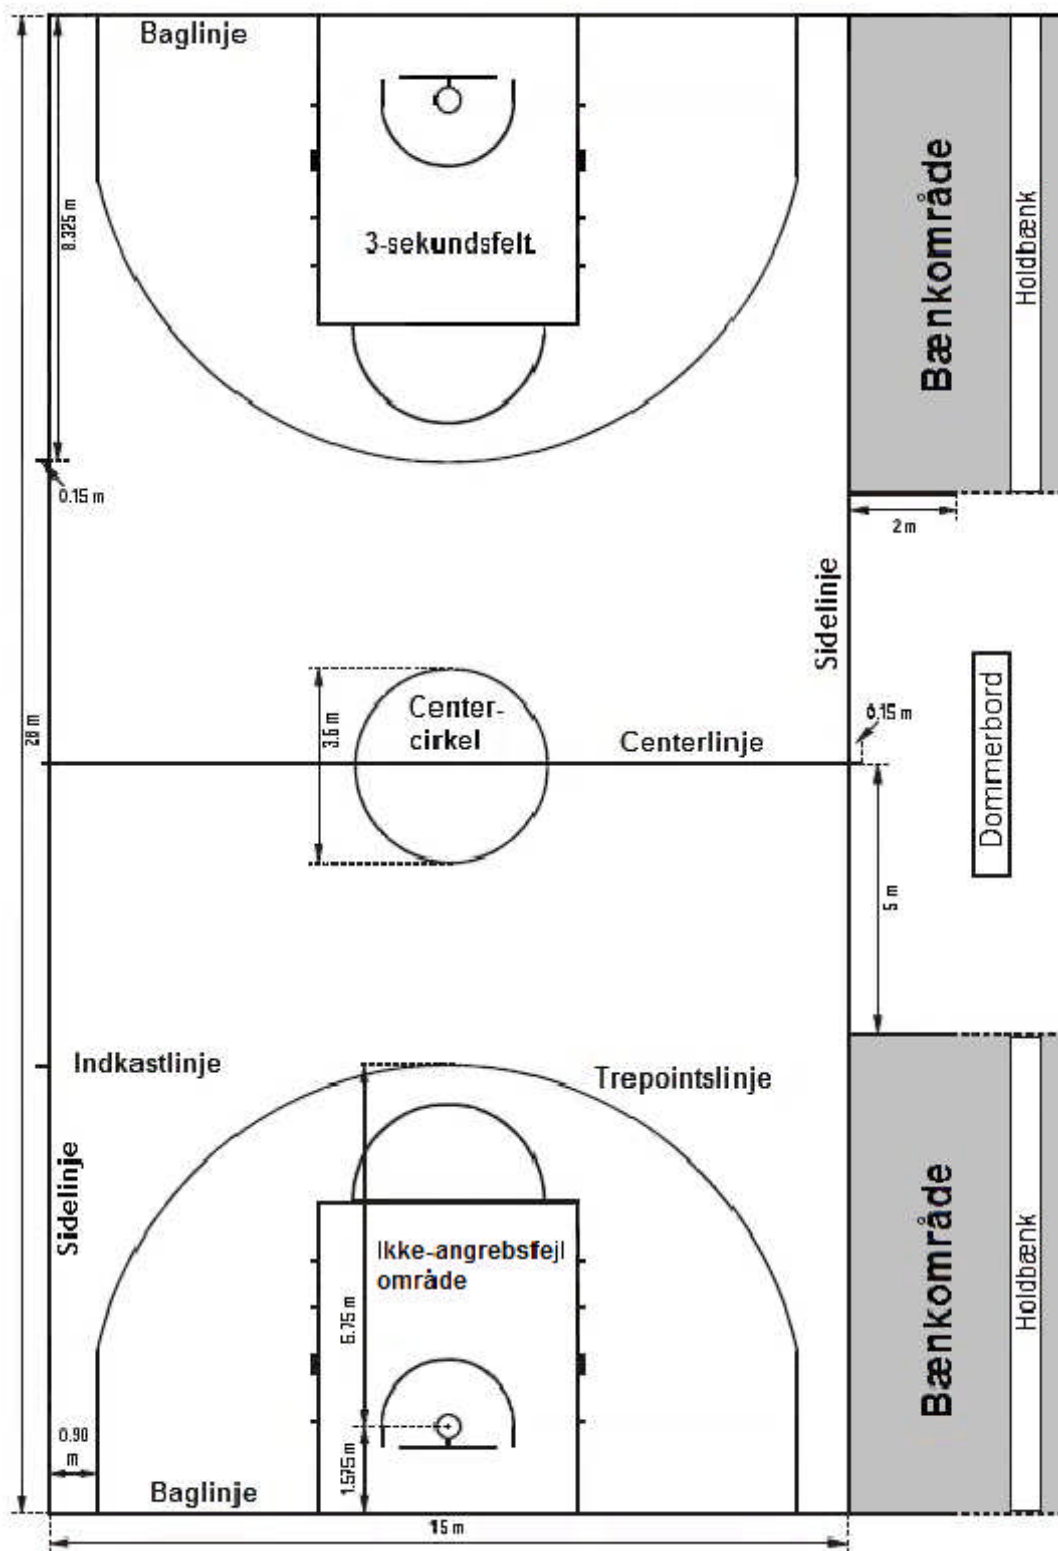 Baglinje
8.325 m
3-sekundsfelt.
Bænkområde
Holdbænk
0.15 m
2 m
Sidelinje
28 m
3.6 m
Center-
cirkel
Centerlinje
0.15 m
Dommerbord
5 m
Indkastlinje
Trepointslinje
Sidelinje
Ikke-angrebsfejl
område
6.75 m
Bænkområde
Holdbænk
0.90
m
1.575 m
Baglinje
15 m